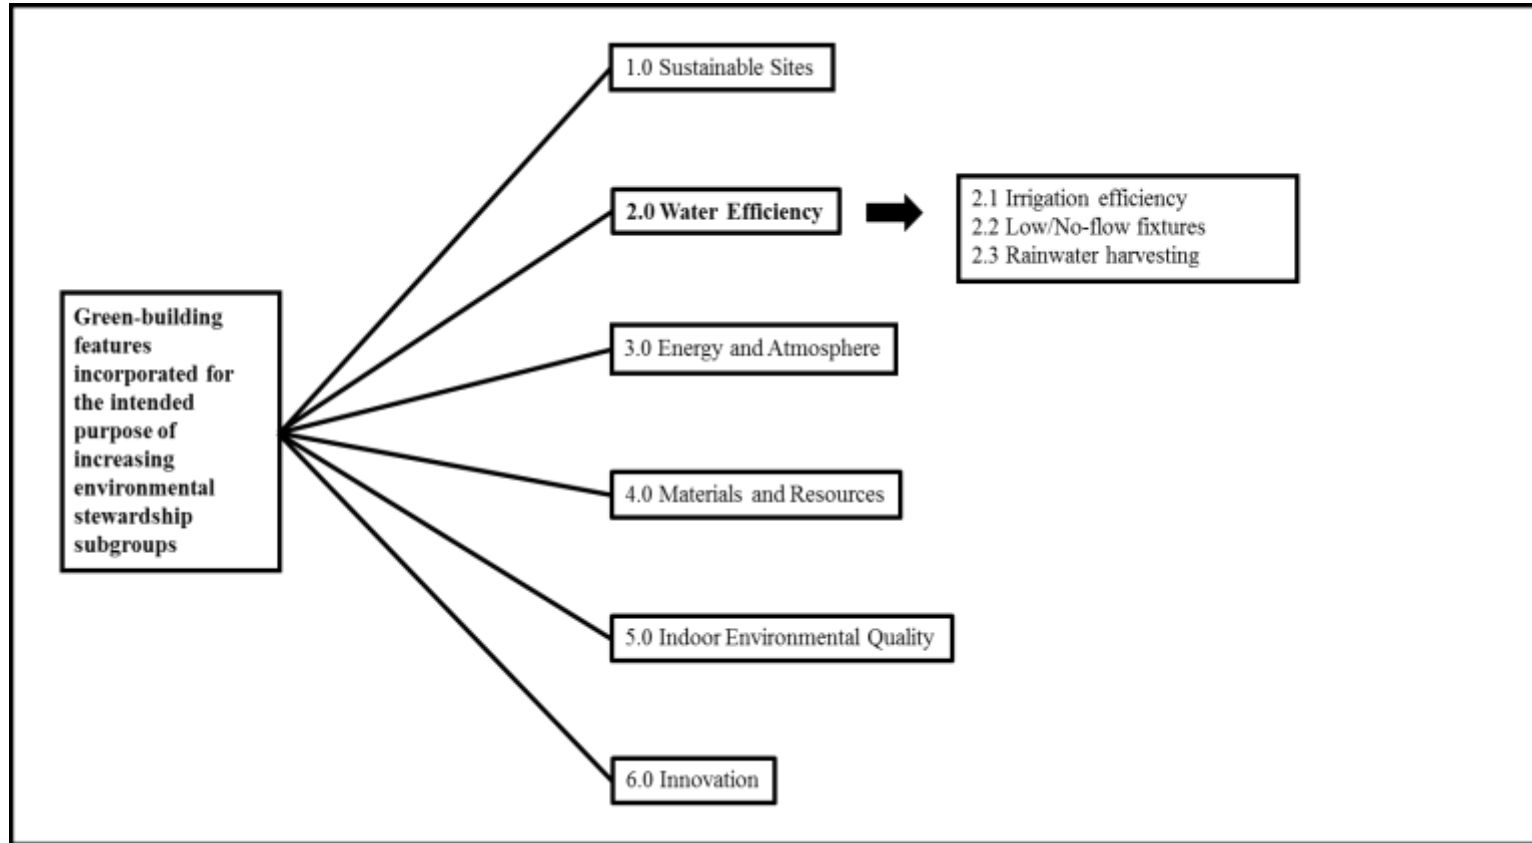 1.0 Sustainable Sites
2.0 Water Efficiency
2.1 Irrigation efficiency
2.2 Low/No-flow fixtures
2.3 Rainwater harvesting
Green-building
features
incorporated for
the intended
purpose of
increasing
environmental
stewardship
subgroups
3.0 Energy and Atmosphere
4.0 Materials and Resources
5.0 Indoor Environmental Quality
6.0 Innovation